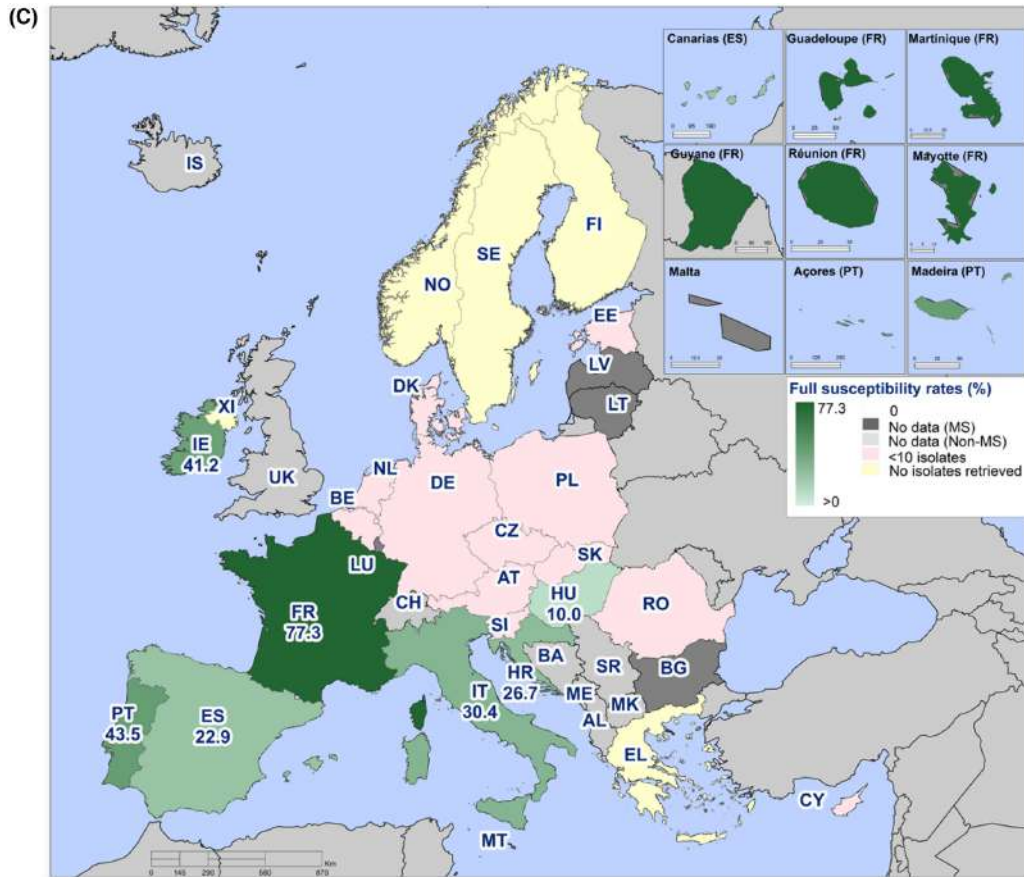 (C)
Canarias (ES)
Guadeloupe (FR)
Martinique (FR)
Guyane (FR)
Réunion (FR)
Mayotte (FR)
Malta
Açores (PT)
Madeira (PT)
IS
FI
SE
NO
EE
LV
LT
DK
XI
IE
41.2
UK
NL
BE
DE
PL
CZ
SK
LU
AT
HU
10.0
RO
FR
77.3
CH
SI
BA
HR
26.7
SR
BG
ME
MK
AL
IT
30.4
PT
43.5
ES
22.9
EL
CY
MT
Full susceptibility rates (%)
77.3
>0
0
No data (MS)
No data (Non-MS)
<10 isolates
No isolates retrieved
Km